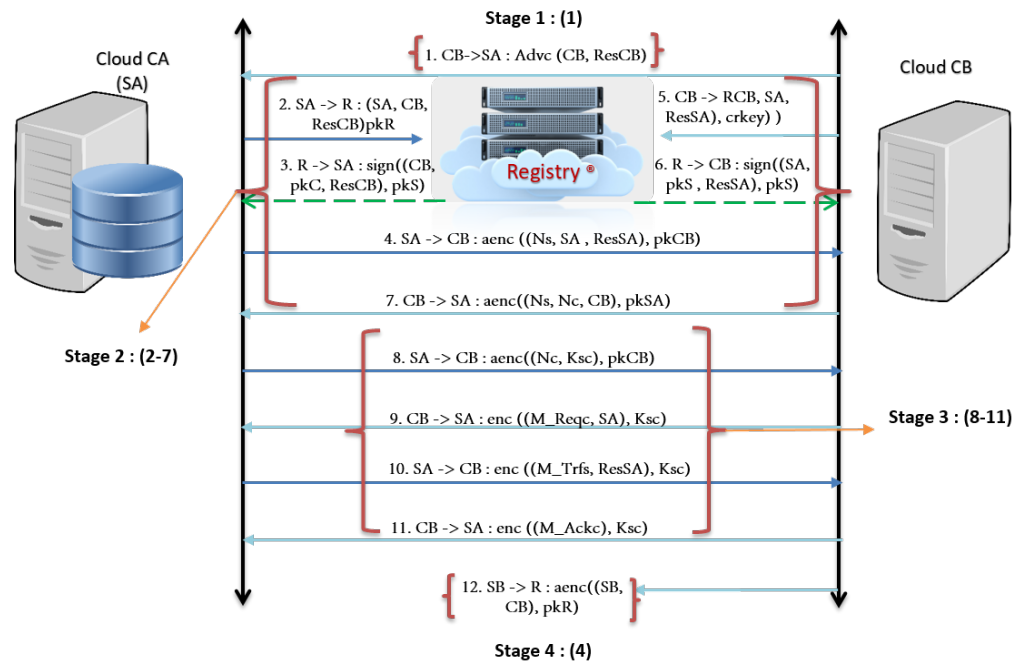 Stage 1 : (1)
1. CB->SA : Advc (CB, ResCB)
Cloud CA
(SA)
Cloud CB
2. SA -> R : (SA, CB,
ResCB)pkR
5. CB -> RCB, SA,
ResSA), crkey) )
3. R -> SA : sign((CB,
pkC, ResCB), pkS)
Registry ®
6. R -> CB : sign((SA,
pkS , ResSA), pkS)
4. SA -> CB : aenc ((Ns, SA , ResSA), pkCB)
7. CB -> SA : aenc((Ns, Nc, CB), pkSA)
Stage 2 : (2-7)
8. SA -> CB : aenc((Nc, Ksc), pkCB)
9. CB -> SA : enc ((M_Reqc, SA), Ksc)
Stage 3 : (8-11)
10. SA -> CB : enc ((M_Trfs, ResSA), Ksc)
11. CB -> SA : enc ((M_Ackc), Ksc)
12. SB -> R : aenc((SB,
CB), pkR)
Stage 4 : (4)